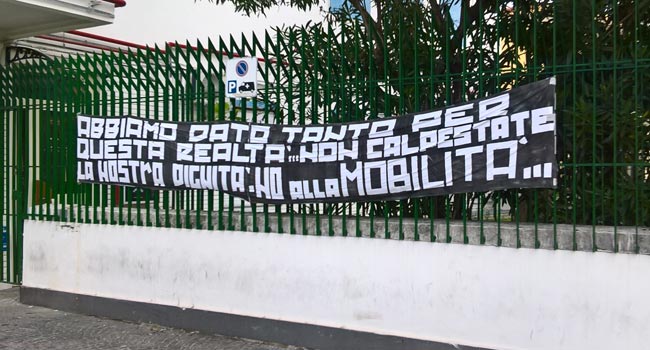 P
ABBIAMO DATO TANTO PER
QUESTA REALTA'...NON CALPESTATE
LA NOSTRA DIGNITA'. NO ALLA MOBILITA'...